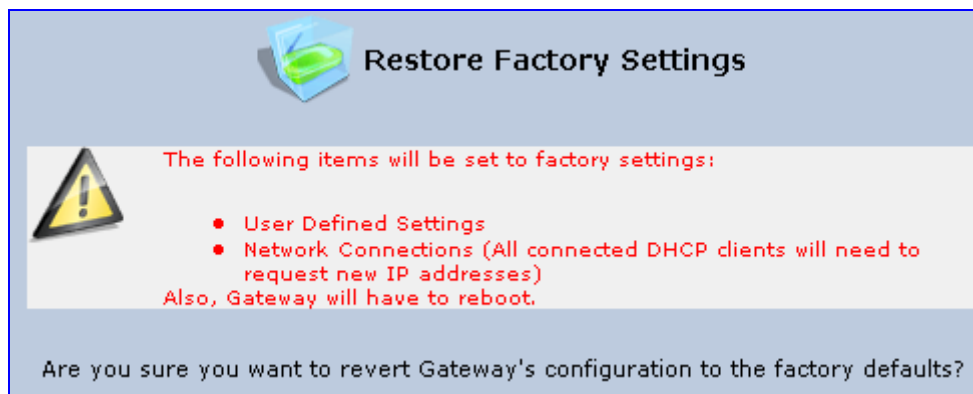 Restore Factory Settings
The following items will be set to factory settings:
● User Defined Settings
● Network Connections (All connected DHCP clients will need to
request new IP addresses)
Also, Gateway will have to reboot.
Are you sure you want to revert Gateway's configuration to the factory defaults?